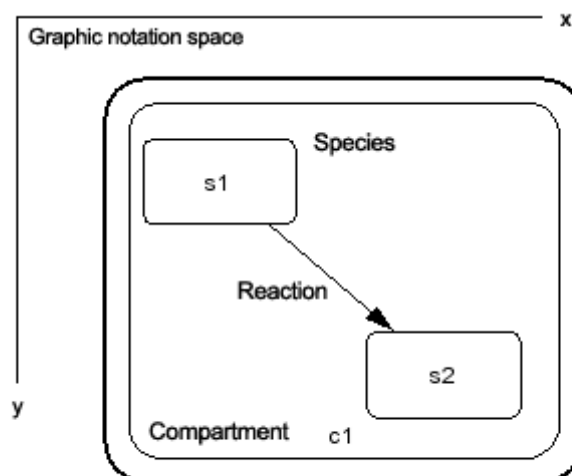 x
Graphic notation space
Species
s1
Reaction
s2
y
Compartment c1